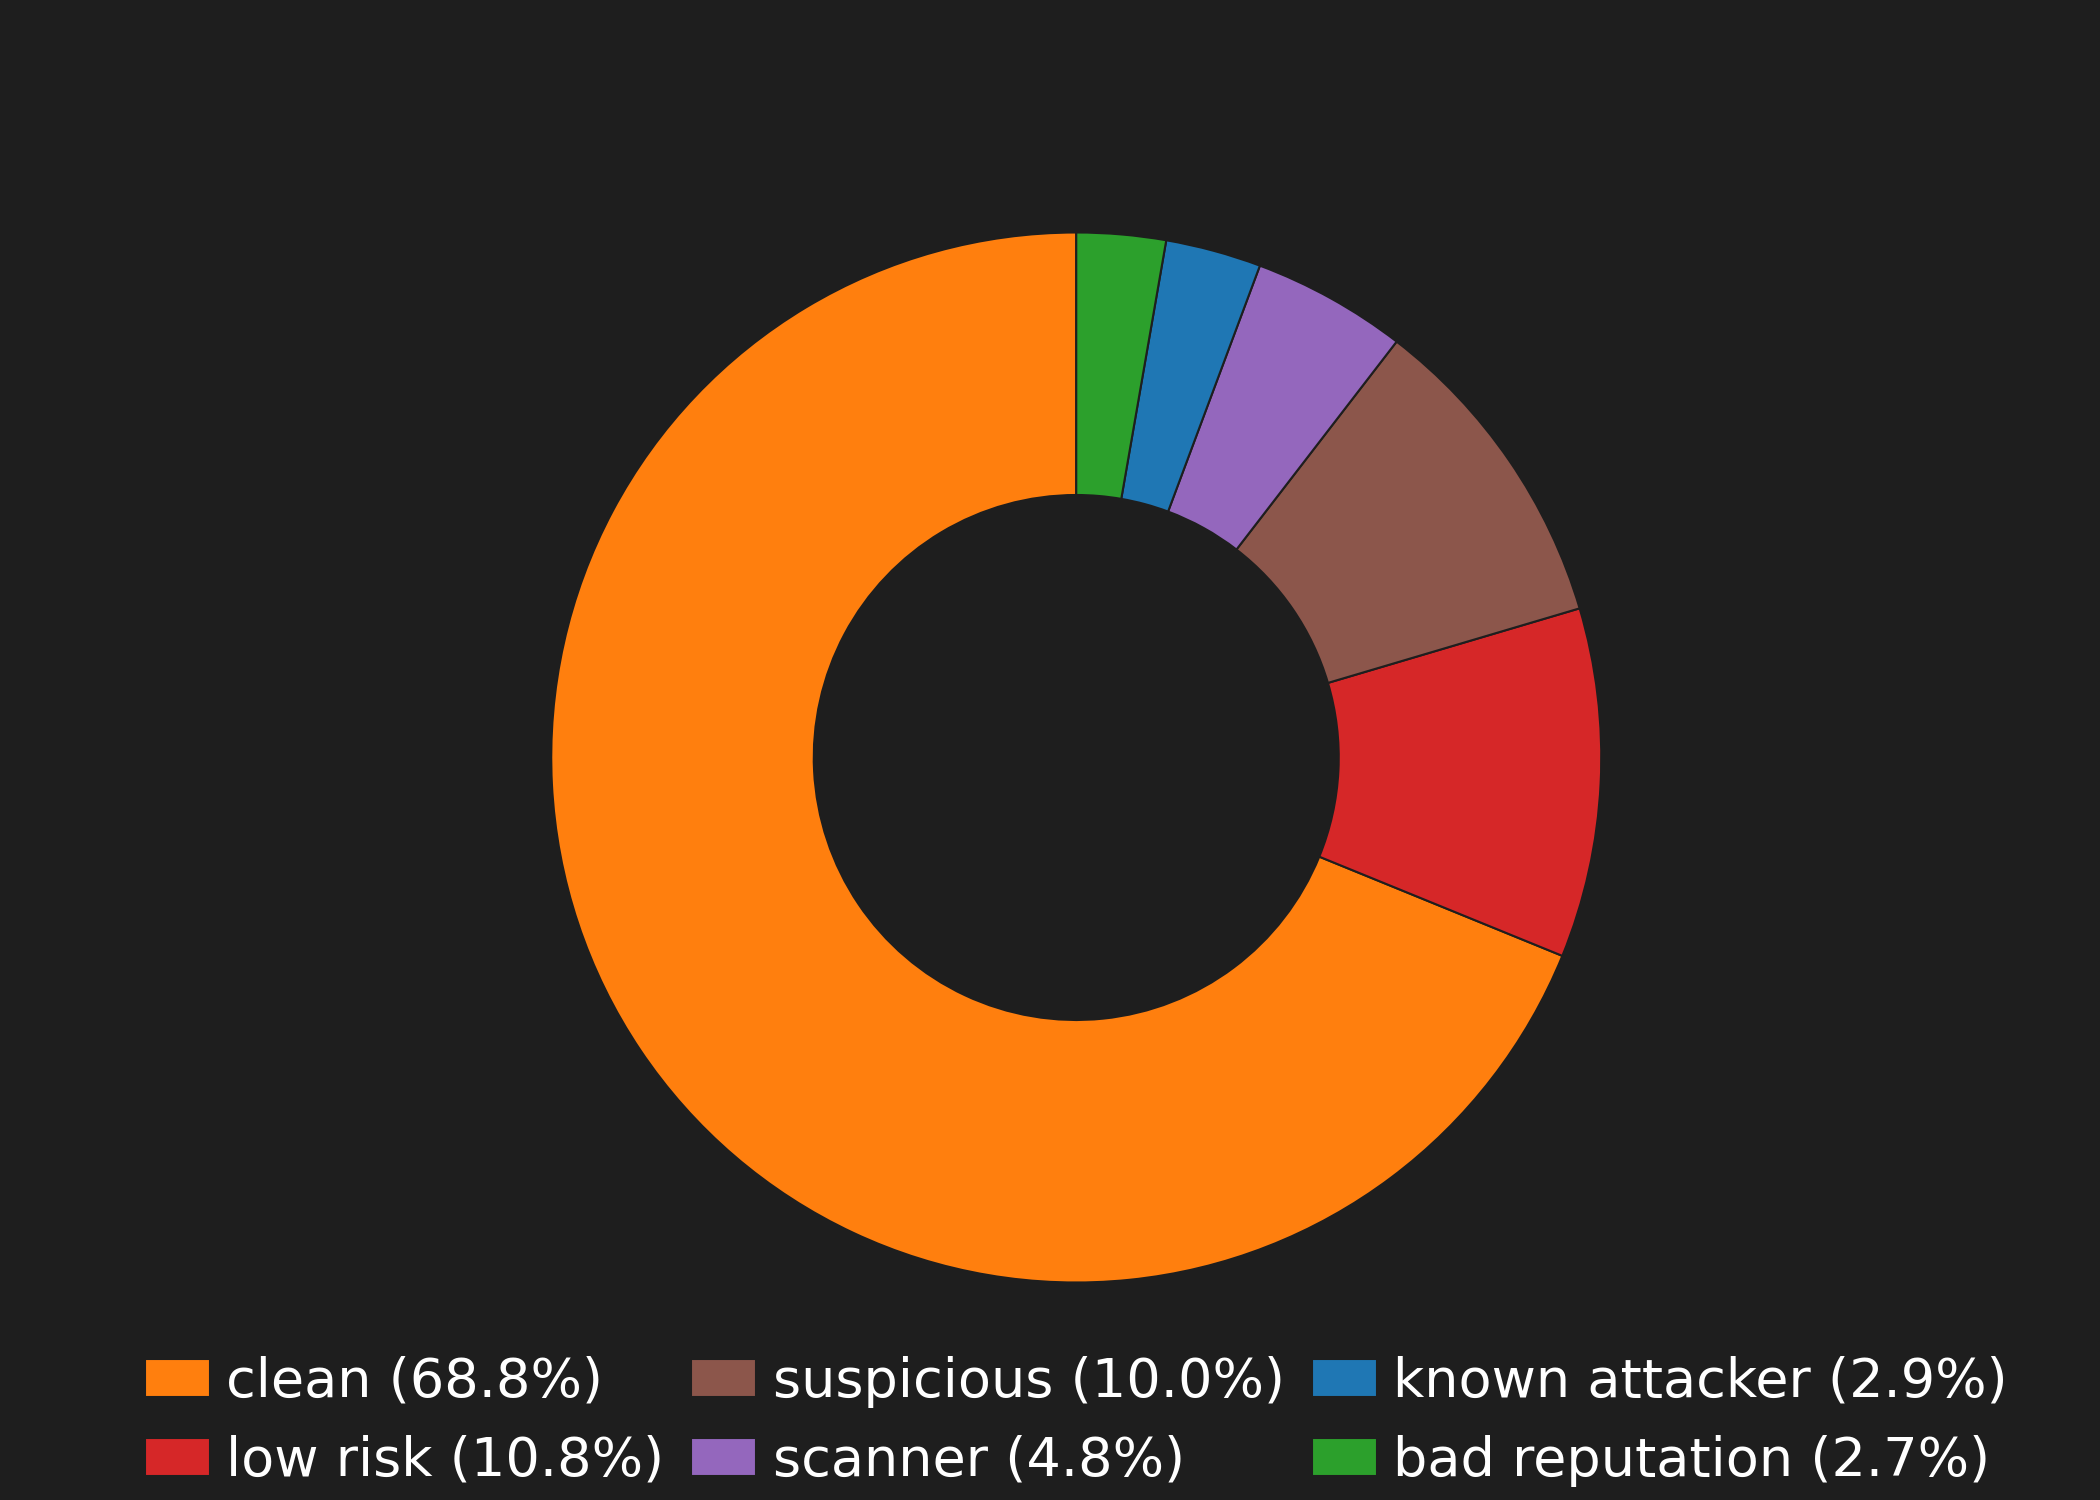 clean (68.8%) suspicious (10.0%) known attacker (2.9%)
low risk (10.8%) scanner (4.8%) bad reputation (2.7%)